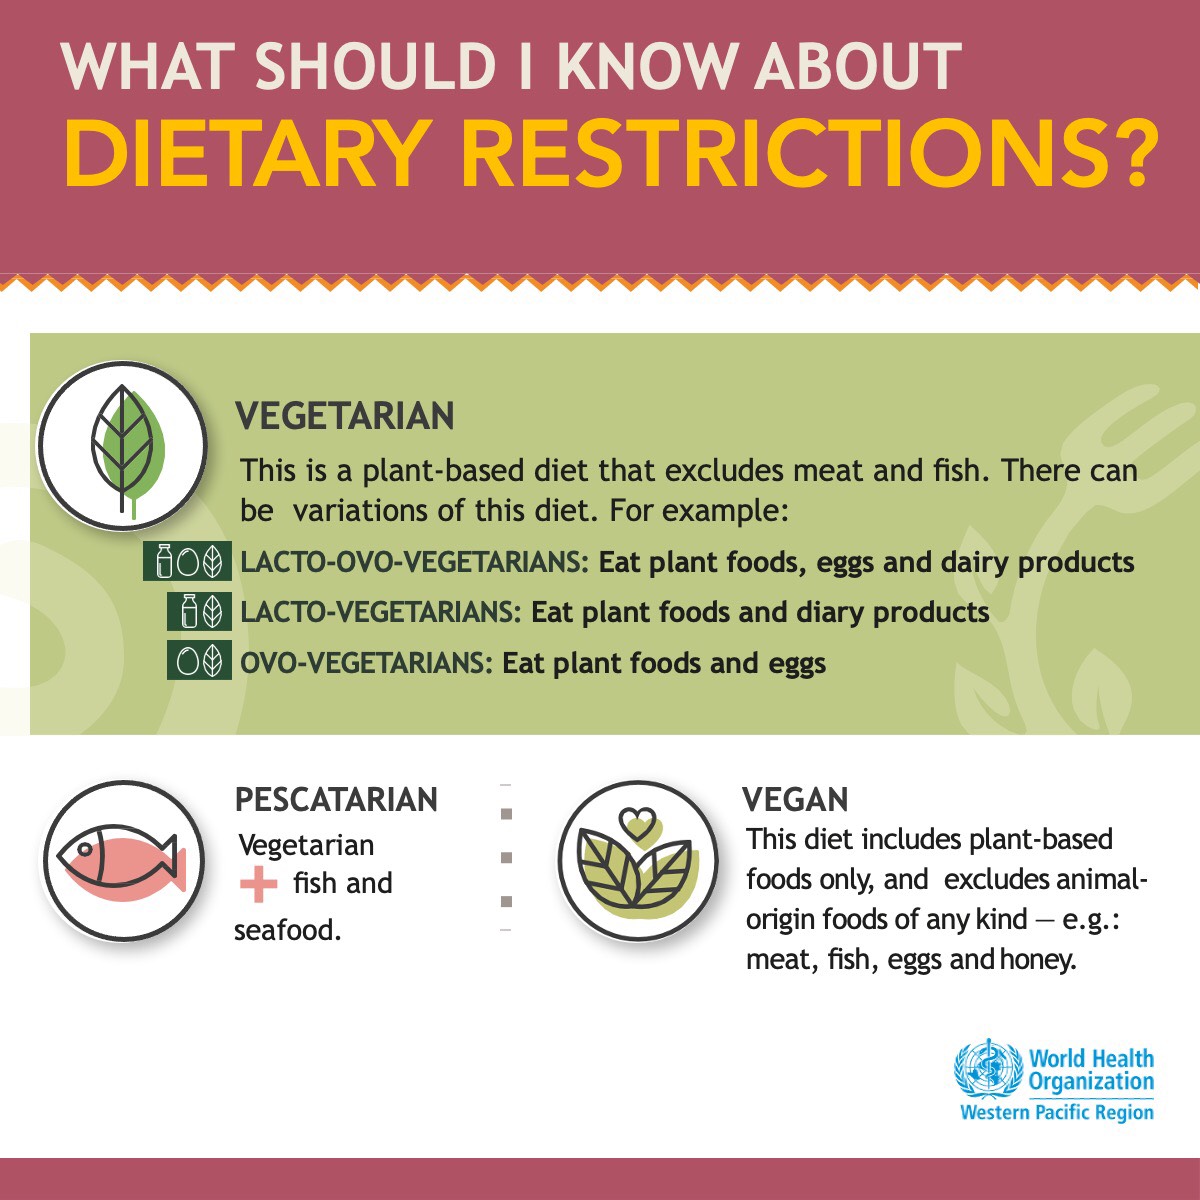 WHAT SHOULD I KNOW ABOUT
DIETARY RESTRICTIONS?
VEGETARIAN
This is a plant-based diet that excludes meat and fish. There can
be variations of this diet. For example:
LACTO-OVO-VEGETARIANS: Eat plant foods, eggs and dairy products
LACTO-VEGETARIANS: Eat plant foods and diary products
OVO-VEGETARIANS: Eat plant foods and eggs
PESCATARIAN
Vegetarian
+ fish and
seafood.
VEGAN
This diet includes plant-based
foods only, and excludes animal-
origin foods of any kind — e.g.:
meat, fish, eggs and honey.
World Health
Organization
Western Pacific Region